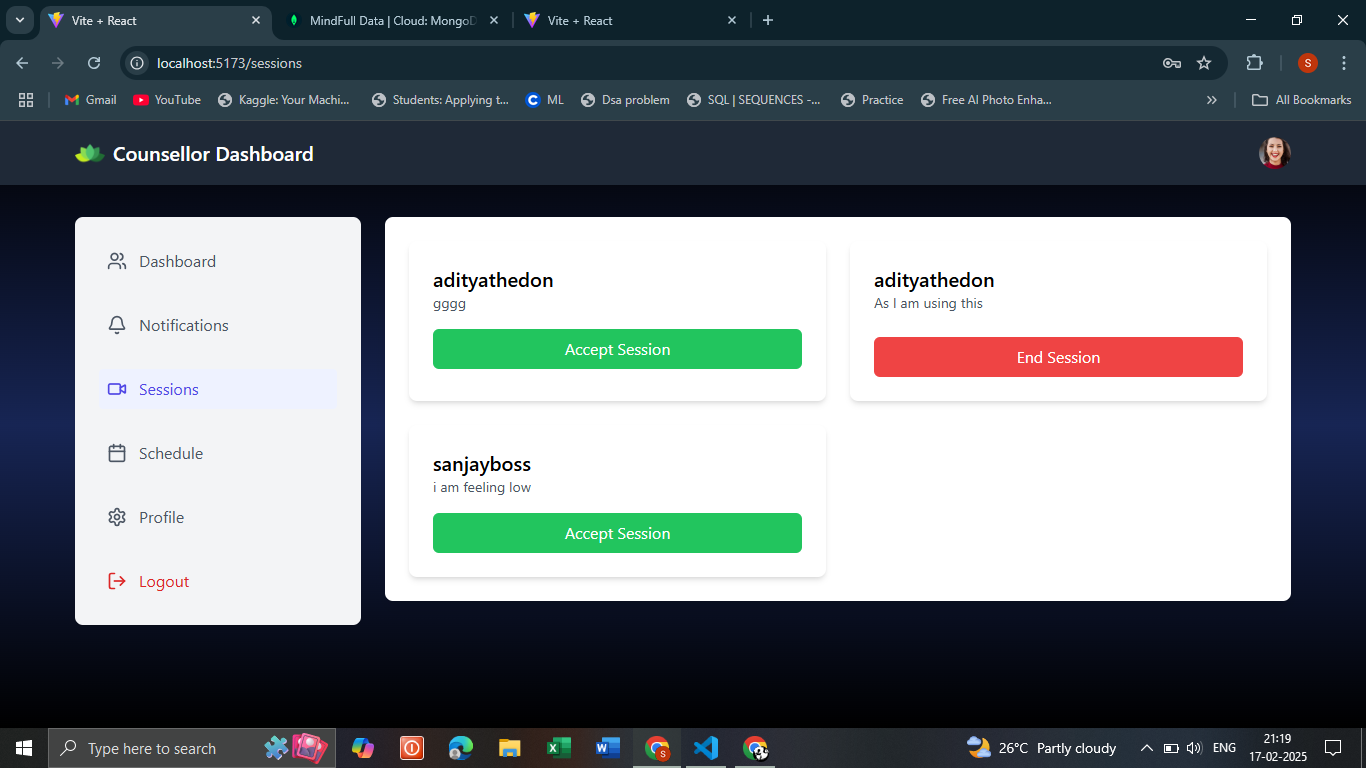 Vite + React
MindFull Data | Cloud: MongoD
Vite + React
localhost:5173/sessions
S
Gmail
YouTube
Kaggle: Your Machi...
Students: Applying t...
ML
Dsa problem
SQL | SEQUENCES -...
Practice
Free AI Photo Enha...
All Bookmarks
Counsellor Dashboard
Dashboard
Notifications
Sessions
Schedule
Profile
Logout
adityathedon
gggg
Accept Session
adityathedon
As I am using this
End Session
sanjayboss
i am feeling low
Accept Session
Type here to search
26°C Partly cloudy
ENG
21:19
17-02-2025